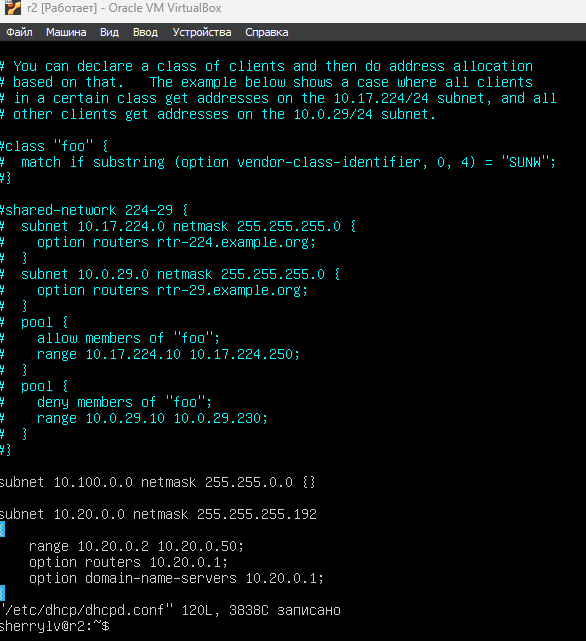 r2 [Работает] - Oracle VM VirtualBox
Файл Машина Вид Ввод Устройства Справка
# You can declare a class of clients and then do address allocation
# based on that.   The example below shows a case where all clients
# in a certain class get addresses on the 10.17.224/24 subnet, and all
# other clients get addresses on the 10.0.29/24 subnet.
#class "foo" {
#  match if substring (option vendor-class-identifier, 0, 4) = "SUNW";
#}
#shared-network 224-29 {
#  subnet 10.17.224.0 netmask 255.255.255.0 {
#    option routers rtr-224.example.org;
#  }
#  subnet 10.0.29.0 netmask 255.255.255.0 {
#    option routers rtr-29.example.org;
#  }
#  pool {
#    allow members of "foo";
#    range 10.17.224.10 10.17.224.250;
#  }
#  pool {
#    deny members of "foo";
#    range 10.0.29.10 10.0.29.230;
#  }
#}
subnet 10.100.0.0 netmask 255.255.0.0 {}
subnet 10.20.0.0 netmask 255.255.255.192
{
    range 10.20.0.2 10.20.0.50;
    option routers 10.20.0.1;
    option domain-name-servers 10.20.0.1;
}
"/etc/dhcp/dhcpd.conf" 120L, 3838C записано
sherrylv@r2:~$